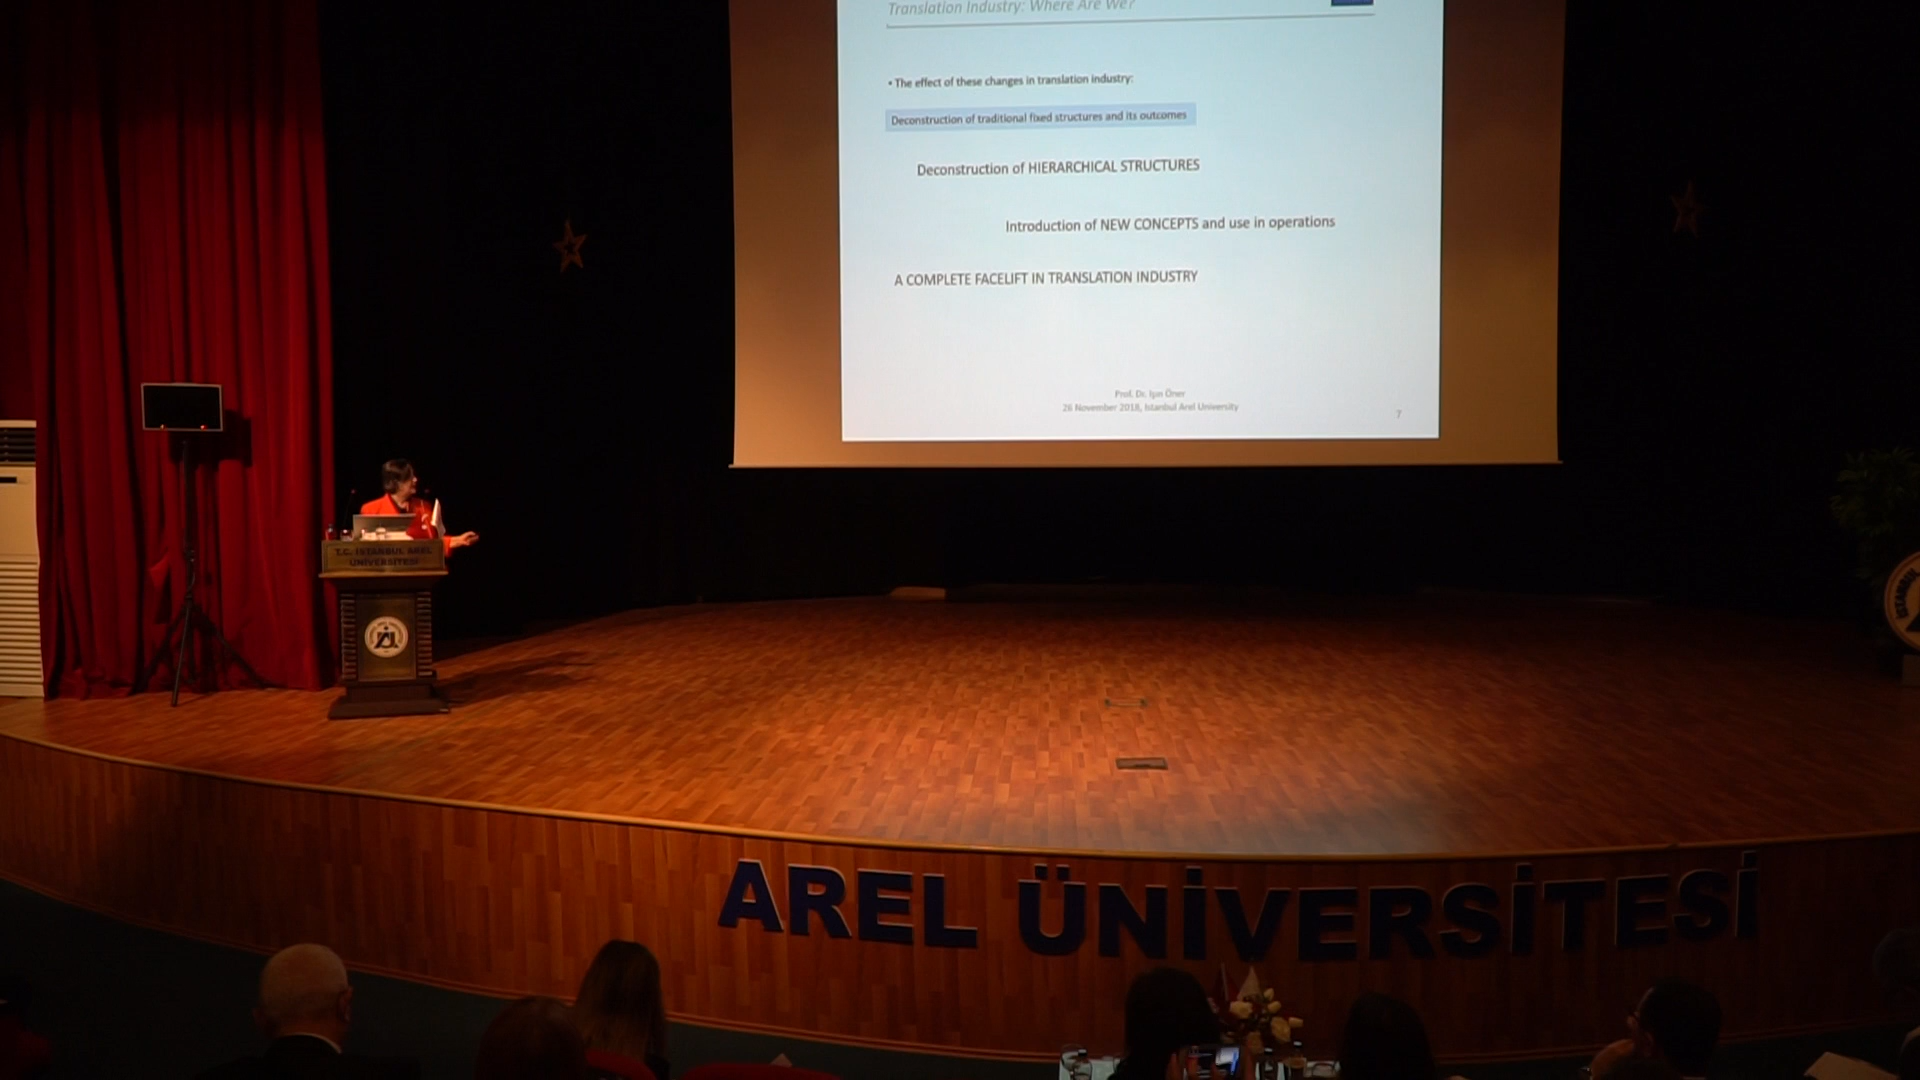 Translation Industry: Where Are We?
• The effect of these changes in translation industry:
Deconstruction of traditional fixed structures and its outcomes
Deconstruction of HIERARCHICAL STRUCTURES
Introduction of NEW CONCEPTS and use in operations
A COMPLETE FACELIFT IN TRANSLATION INDUSTRY
Prof. Dr. Işın Öner
26 November 2018, Istanbul Arel University
7
T.C. İSTANBUL AREL
ÜNİVERSİTESİ
AREL ÜNİVERSİTESİ